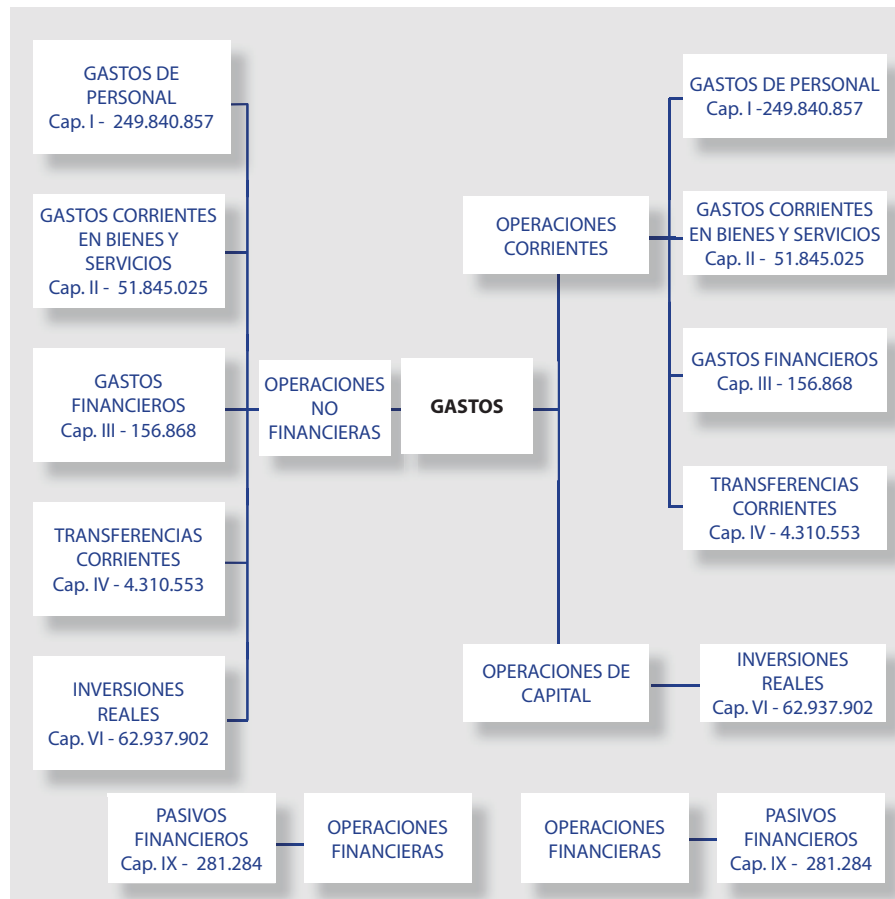 GASTOS DE
PERSONAL
Cap. I - 249.840.857
GASTOS CORRIENTES
EN BIENES Y
SERVICIOS
Cap. II - 51.845.025
GASTOS
FINANCIEROS
Cap. III - 156.868
TRANSFERENCIAS
CORRIENTES
Cap. IV - 4.310.553
INVERSIONES
REALES
Cap. VI - 62.937.902
OPERACIONES
NO
FINANCIERAS
GASTOS
OPERACIONES
CORRIENTES
GASTOS DE PERSONAL
Cap. I -249.840.857
GASTOS CORRIENTES
EN BIENES Y SERVICIOS
Cap. II - 51.845.025
GASTOS FINANCIEROS
Cap. III - 156.868
TRANSFERENCIAS
CORRIENTES
Cap. IV - 4.310.553
OPERACIONES DE
CAPITAL
INVERSIONES
REALES
Cap. VI - 62.937.902
PASIVOS
FINANCIEROS
Cap. IX - 281.284
OPERACIONES
FINANCIERAS
OPERACIONES
FINANCIERAS
PASIVOS
FINANCIEROS
Cap. IX - 281.284